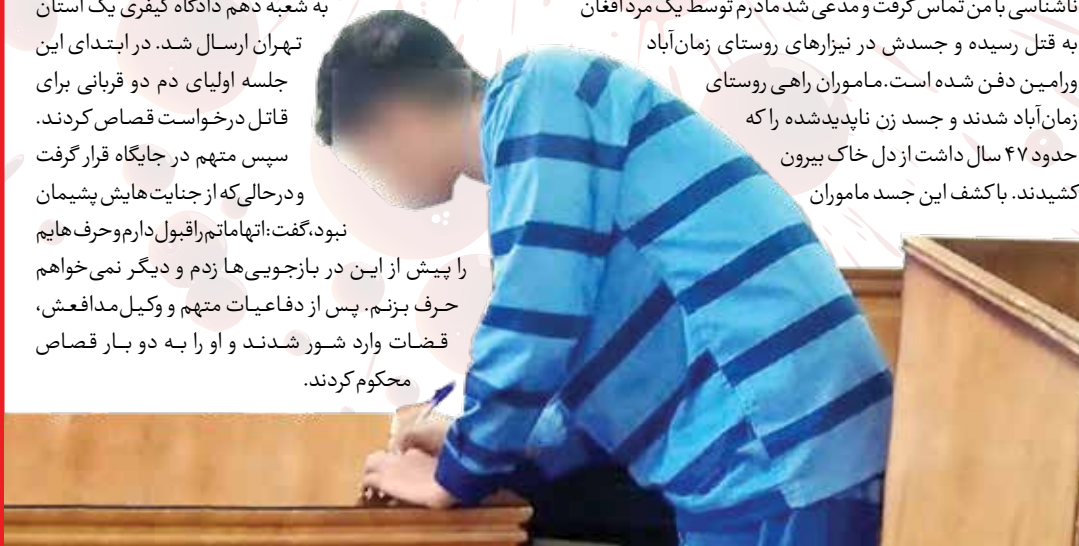 ناشناسی با من تماس گرفت و مدعی شد مادرم توسط یک مرد افغان
به قتل رسیده و جسدش در نیزارهای روستای زمان‌آباد
ورامین دفن شده است. ماموران راهی روستای
زمان‌آباد شدند و جسد زن ناپدیدشده را که
حدود ۴۷ سال داشت از دل خاک بیرون
کشیدند. با کشف این جسد ماموران
به شعبه دهم دادگاه کیفری یک استان
تهران ارسال شد. در ابتدای این
جلسه اولیای دم دو قربانی برای
قاتل درخواست قصاص کردند.
سپس متهم در جایگاه قرار گرفت
و درحالی‌که از جنایت‌هایش پشیمان
نبود، گفت: اتهاماتم را قبول دارم و حرف‌هایم
را پیش از این در بازجویی‌ها زدم و دیگر نمی‌خواهم
حرف بزنم. پس از دفاعیات متهم و وکیل‌مدافعش،
قضات وارد شور شدند و او را به دو بار قصاص
محکوم کردند.